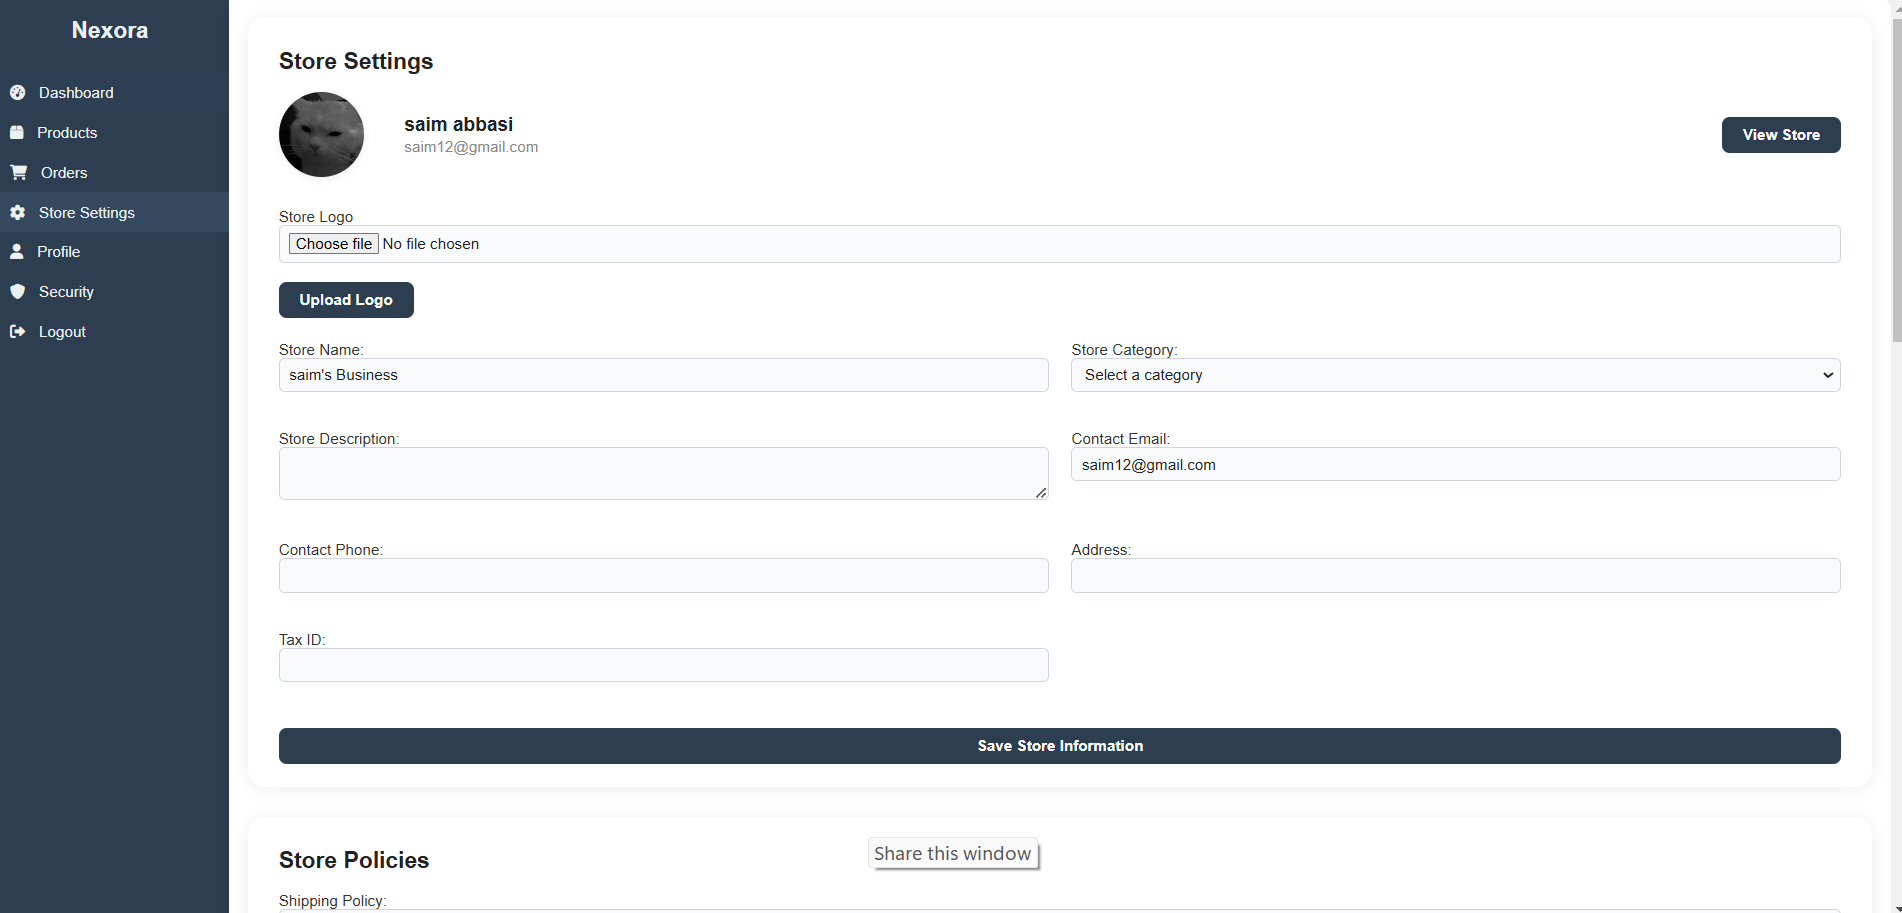 Nexora
Dashboard
Products
Orders
Store Settings
Profile
Security
Logout
Store Settings
saim abbasi
saim12@gmail.com
View Store
Store Logo
Choose file No file chosen
Upload Logo
Store Name:
saim's Business
Store Category:
Select a category
Store Description:
Contact Email:
saim12@gmail.com
Contact Phone:
Address:
Tax ID:
Save Store Information
Store Policies
Share this window
Shipping Policy: